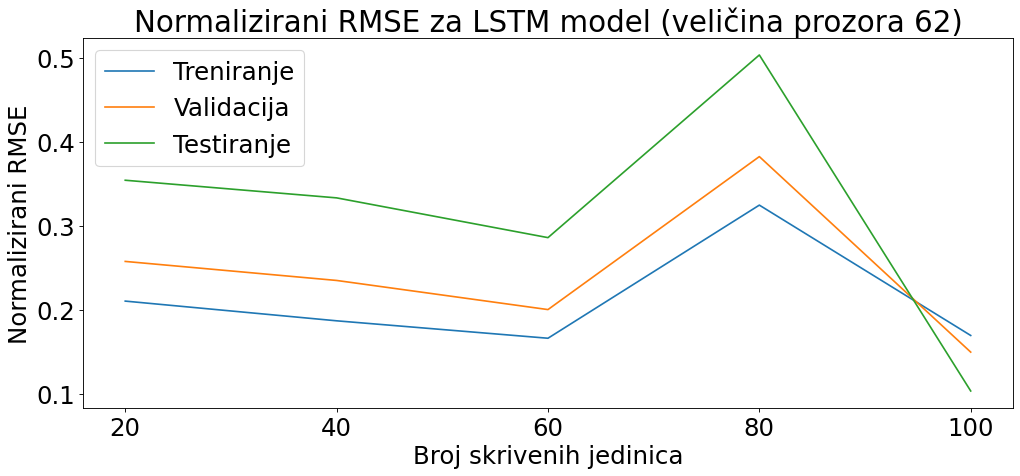 Normalizirani RMSE za LSTM model (veličina prozora 62)
Normalizirani RMSE
0.5
0.4
0.3
0.2
0.1
Treniranje
Validacija
Testiranje
20 40 60 80 100
Broj skrivenih jedinica